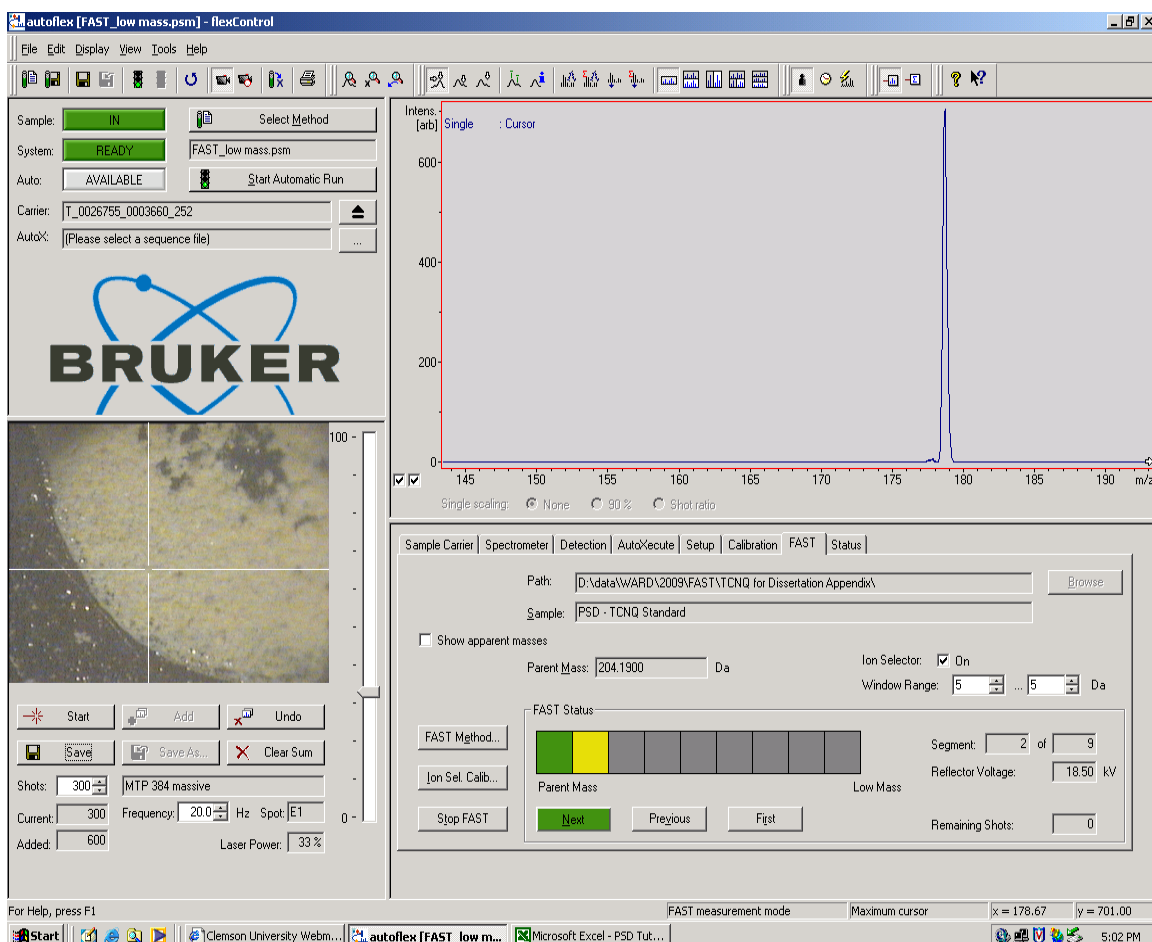 autoflex [FAST_low mass.psm] - flexControl
File Edit Display View Tools Help
Sample: IN Select Method
System: READY FAST_low mass.psm
Auto: AVAILABLE Start Automatic Run
Carrier: T_0026755_0003660_252
AutoX: (Please select a sequence file) ...
BRUKER
100
0
Start Add Undo
Save Save As... Clear Sum
Shots: 300 MTP 384 massive
Current: 300 Frequency: 20.0 Hz Spot: E1
Added: 600 Laser Power: 33 %
Intens.
[arb]
Single : Cursor
600
400
200
0
145 150 155 160 165 170 175 180 185 190 m/z
Single scaling: None 90 % Shot ratio
Sample Carrier Spectrometer Detection AutoXecute Setup Calibration FAST Status
Path: D:\data\WARD\2009\FAST\TCNQ for Dissertation Appendix\ Browse
Sample: PSD - TCNQ Standard
Show apparent masses
Parent Mass: 204.1900 Da
Ion Selector: On
Window Range: 5 ... 5 Da
FAST Status
FAST Method...
Ion Sel. Calib...
Stop FAST
Parent Mass Low Mass
Next Previous First
Segment: 2 of 9
Reflector Voltage: 18.50 kV
Remaining Shots: 0
For Help, press F1 FAST measurement mode Maximum cursor x = 178.67 y = 701.00
Start Clemson University Webm... autoflex [FAST_low m... Microsoft Excel - PSD Tut... 5:02 PM